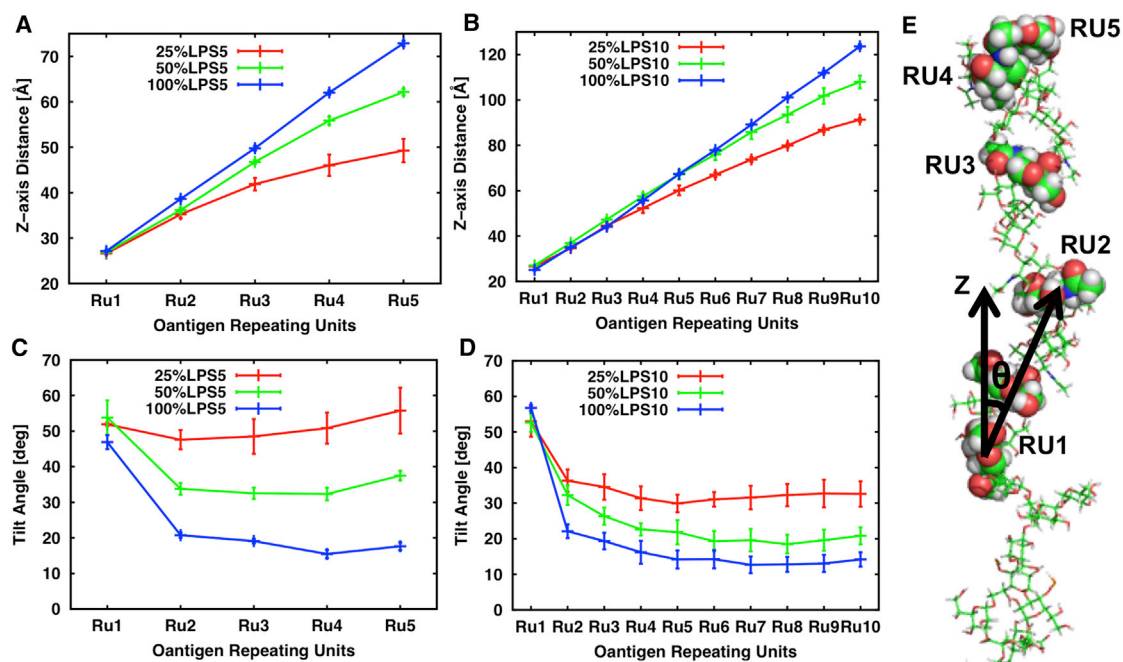 A
25%LPS5
50%LPS5
100%LPS5
Z−axis Distance [Å]
70
60
50
40
30
20
Ru1 Ru2 Ru3 Ru4 Ru5
Oantigen Repeating Units
B
25%LPS10
50%LPS10
100%LPS10
Z−axis Distance [Å]
120
100
80
60
40
20
Ru1 Ru2 Ru3 Ru4 Ru5 Ru6 Ru7 Ru8 Ru9 Ru10
Oantigen Repeating Units
C
25%LPS5
50%LPS5
100%LPS5
Tilt Angle [deg]
70
60
50
40
30
20
10
0
Ru1 Ru2 Ru3 Ru4 Ru5
Oantigen Repeating Units
D
25%LPS10
50%LPS10
100%LPS10
Tilt Angle [deg]
70
60
50
40
30
20
10
0
Ru1 Ru2 Ru3 Ru4 Ru5 Ru6 Ru7 Ru8 Ru9 Ru10
Oantigen Repeating Units
E
RU5
RU4
RU3
RU2
Z
θ
RU1